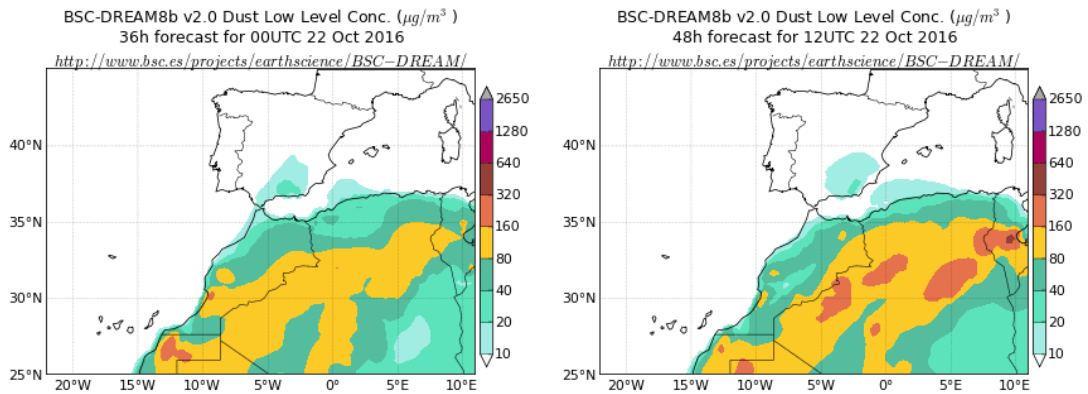 BSC-DREAM8b v2.0 Dust Low Level Conc. (μg/m³ )
36h forecast for 00UTC 22 Oct 2016
http://www.bsc.es/projects/earthscience/BSC−DREAM/
2650
1280
640
320
160
80
40
20
10
40°N
35°N
30°N
25°N
20°W
15°W
10°W
5°W
0°
5°E
10°E
BSC-DREAM8b v2.0 Dust Low Level Conc. (μg/m³ )
48h forecast for 12UTC 22 Oct 2016
http://www.bsc.es/projects/earthscience/BSC−DREAM/
2650
1280
640
320
160
80
40
20
10
40°N
35°N
30°N
25°N
20°W
15°W
10°W
5°W
0°
5°E
10°E